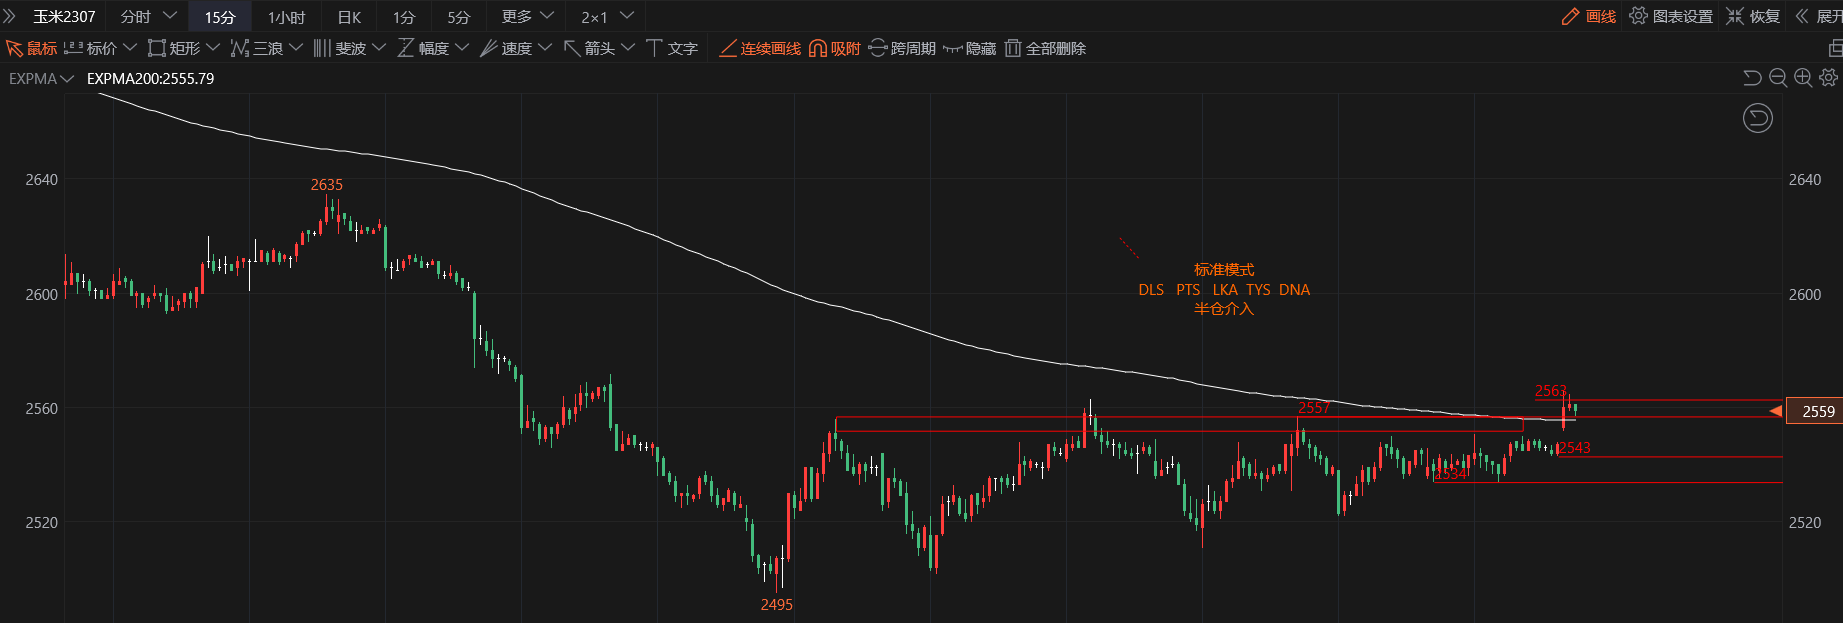 玉米2307 分时 15分 1小时 日K 1分 5分 更多 2×1 画线 图表设置 恢复 展开
鼠标 标价 矩形 三浪 斐波 幅度 速度 箭头 文字 连续画线 吸附 跨周期 隐藏 全部删除
EXPMA EXPMA200:2555.79
2640 2635 2640
标准模式
DLS PTS LKA TYS DNA
2600 2600
半仓介入
2563
2560 2557 2559
2543
2534
2520 2520
2495